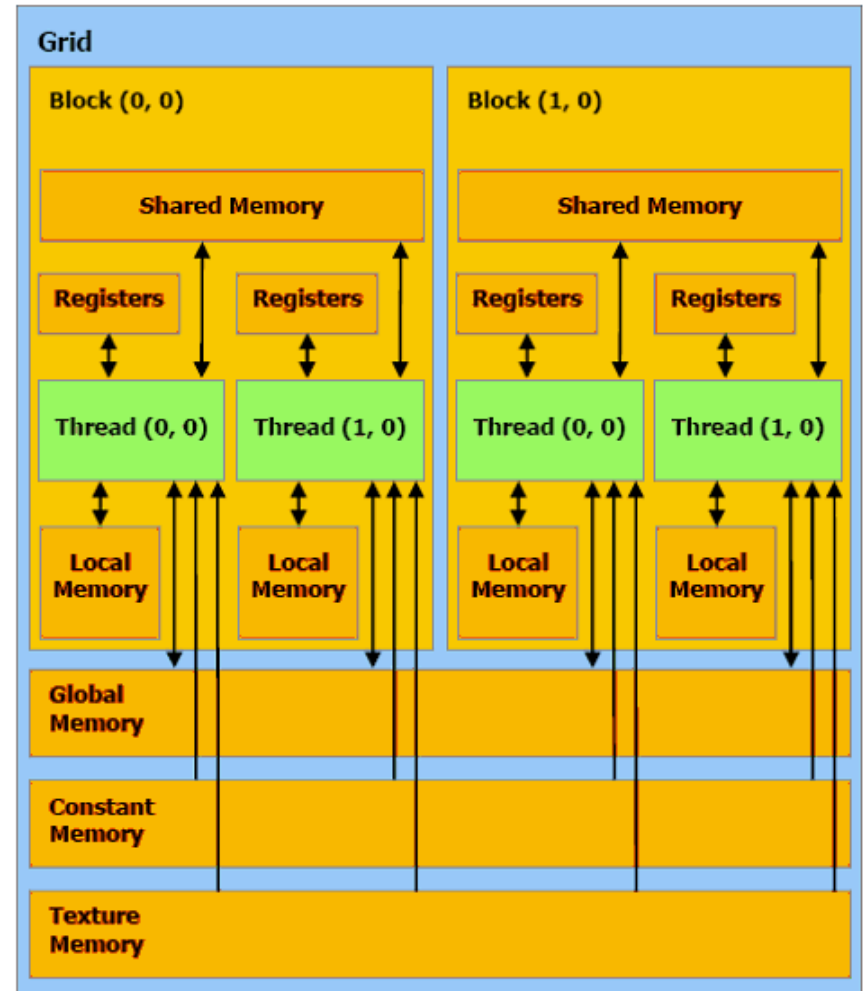 Grid
Block (0, 0)
Block (1, 0)
Shared Memory
Shared Memory
Registers
Registers
Registers
Registers
Thread (0, 0)
Thread (1, 0)
Thread (0, 0)
Thread (1, 0)
Local
Memory
Local
Memory
Local
Memory
Local
Memory
Global
Memory
Constant
Memory
Texture
Memory